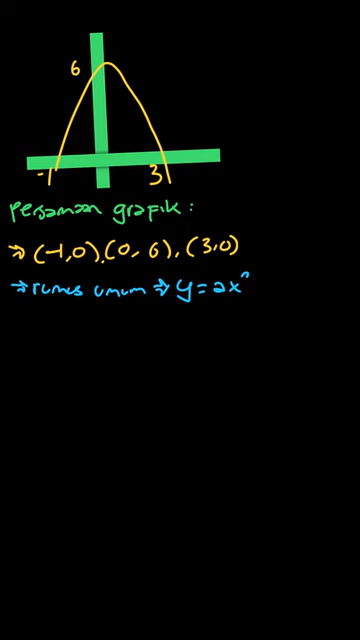 6
-1 3
persamaan grafik :
→ (-1,0), (0, 6), (3,0)
→ rumus umum → y = ax²